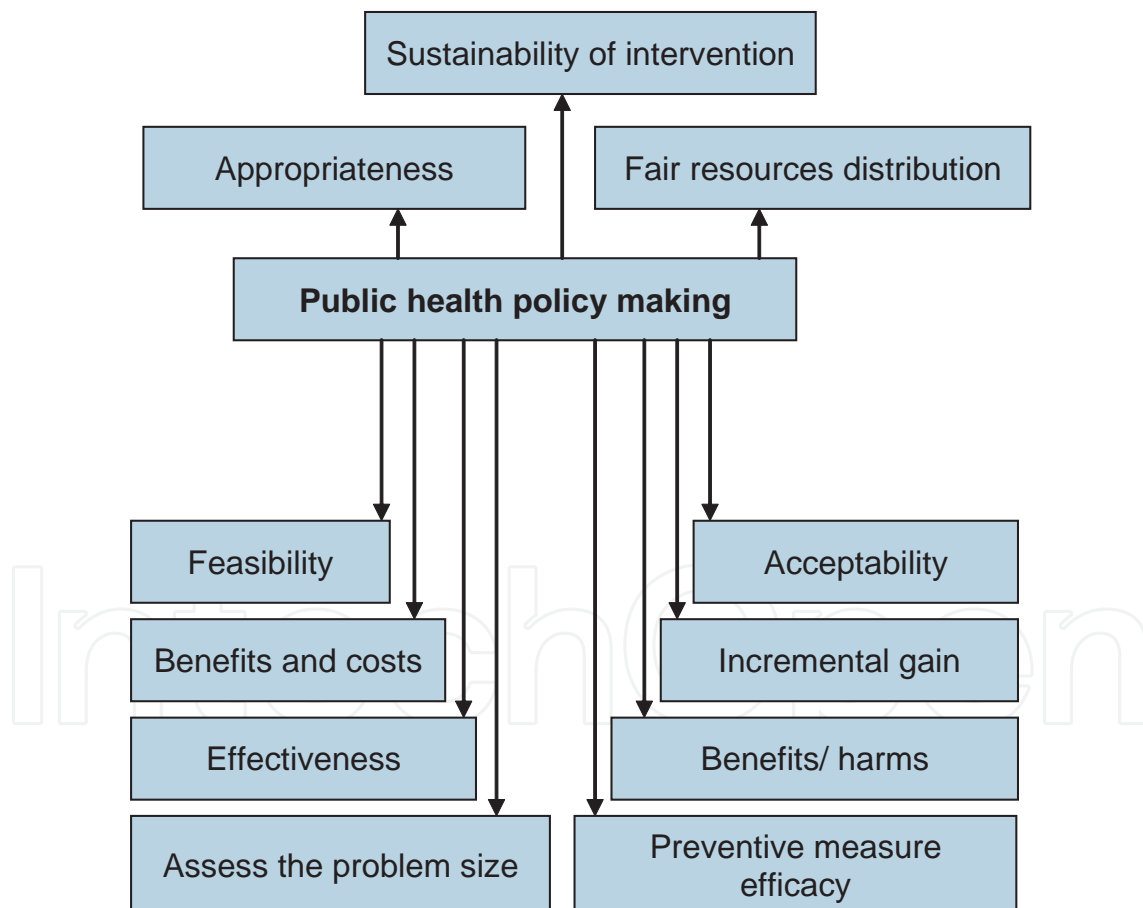 Sustainability of intervention
Appropriateness
Fair resources distribution
Public health policy making
Feasibility
Acceptability
Benefits and costs
Incremental gain
Effectiveness
Benefits/ harms
Assess the problem size
Preventive measure
efficacy
IntechOpen